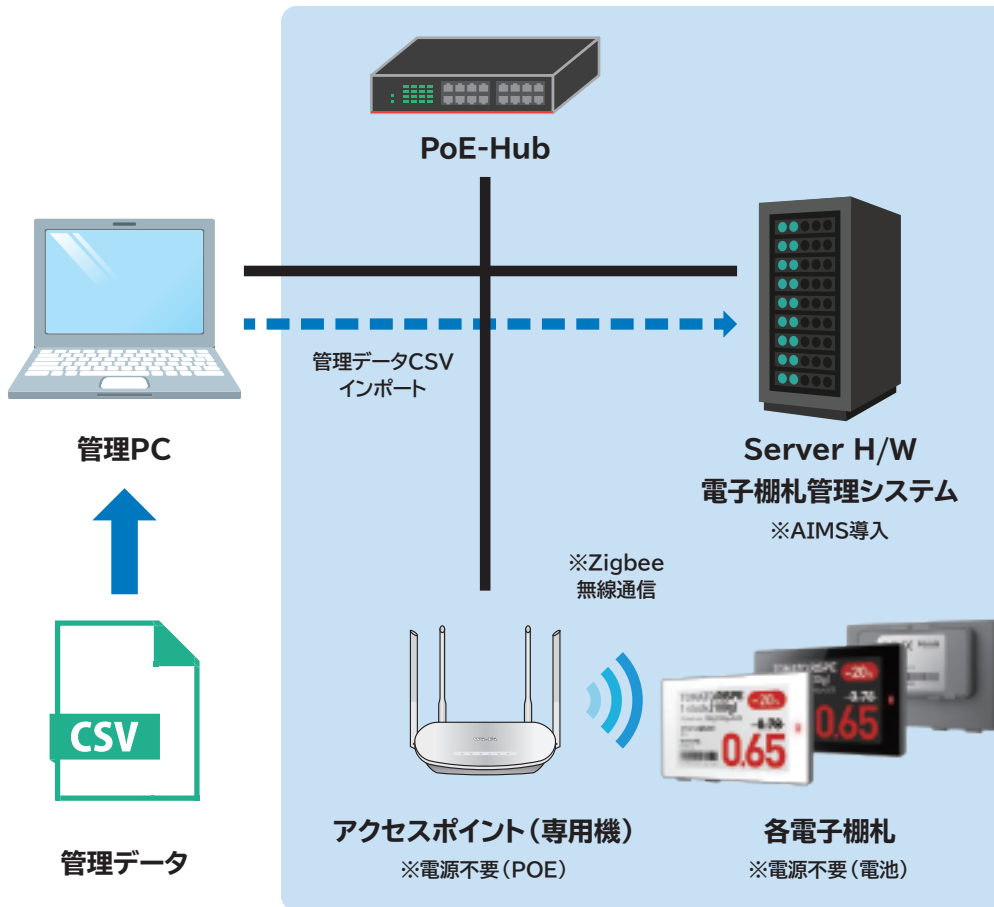 PoE-Hub
管理データCSV
インポート
管理PC
Server H/W
電子棚札管理システム
※AIMS導入
※Zigbee
無線通信
CSV
管理データ
アクセスポイント(専用機)
※電源不要(POE)
-20%
0.65
-20%
0.65
各電子棚札
※電源不要(電池)